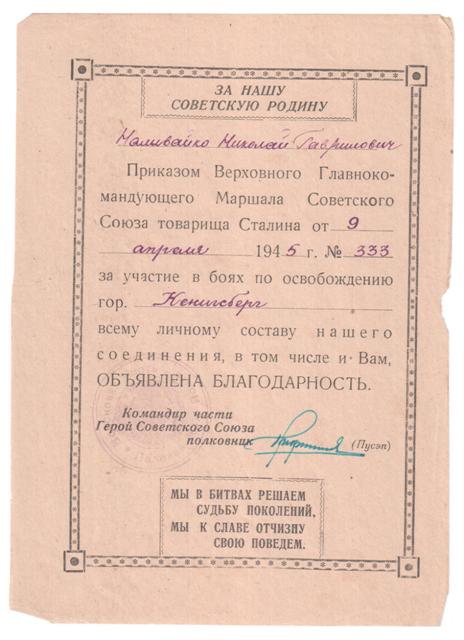 ЗА НАШУ
СОВЕТСКУЮ РОДИНУ
Наливайко Николай Гаврилович
Приказом Верховного Главноко-
мандующего Маршала Советского
Союза товарища Сталина от 9
апреля 1945 г. № 333
за участие в боях по освобождению
гор. Кенигсберг
всему личному составу нашего
соединения, в том числе и Вам,
ОБЪЯВЛЕНА БЛАГОДАРНОСТЬ.
Командир части
Герой Советского Союза
полковник (Пусэп)
МЫ В БИТВАХ РЕШАЕМ
СУДЬБУ ПОКОЛЕНИЙ,
МЫ К СЛАВЕ ОТЧИЗНУ
СВОЮ ПОВЕДЕМ.